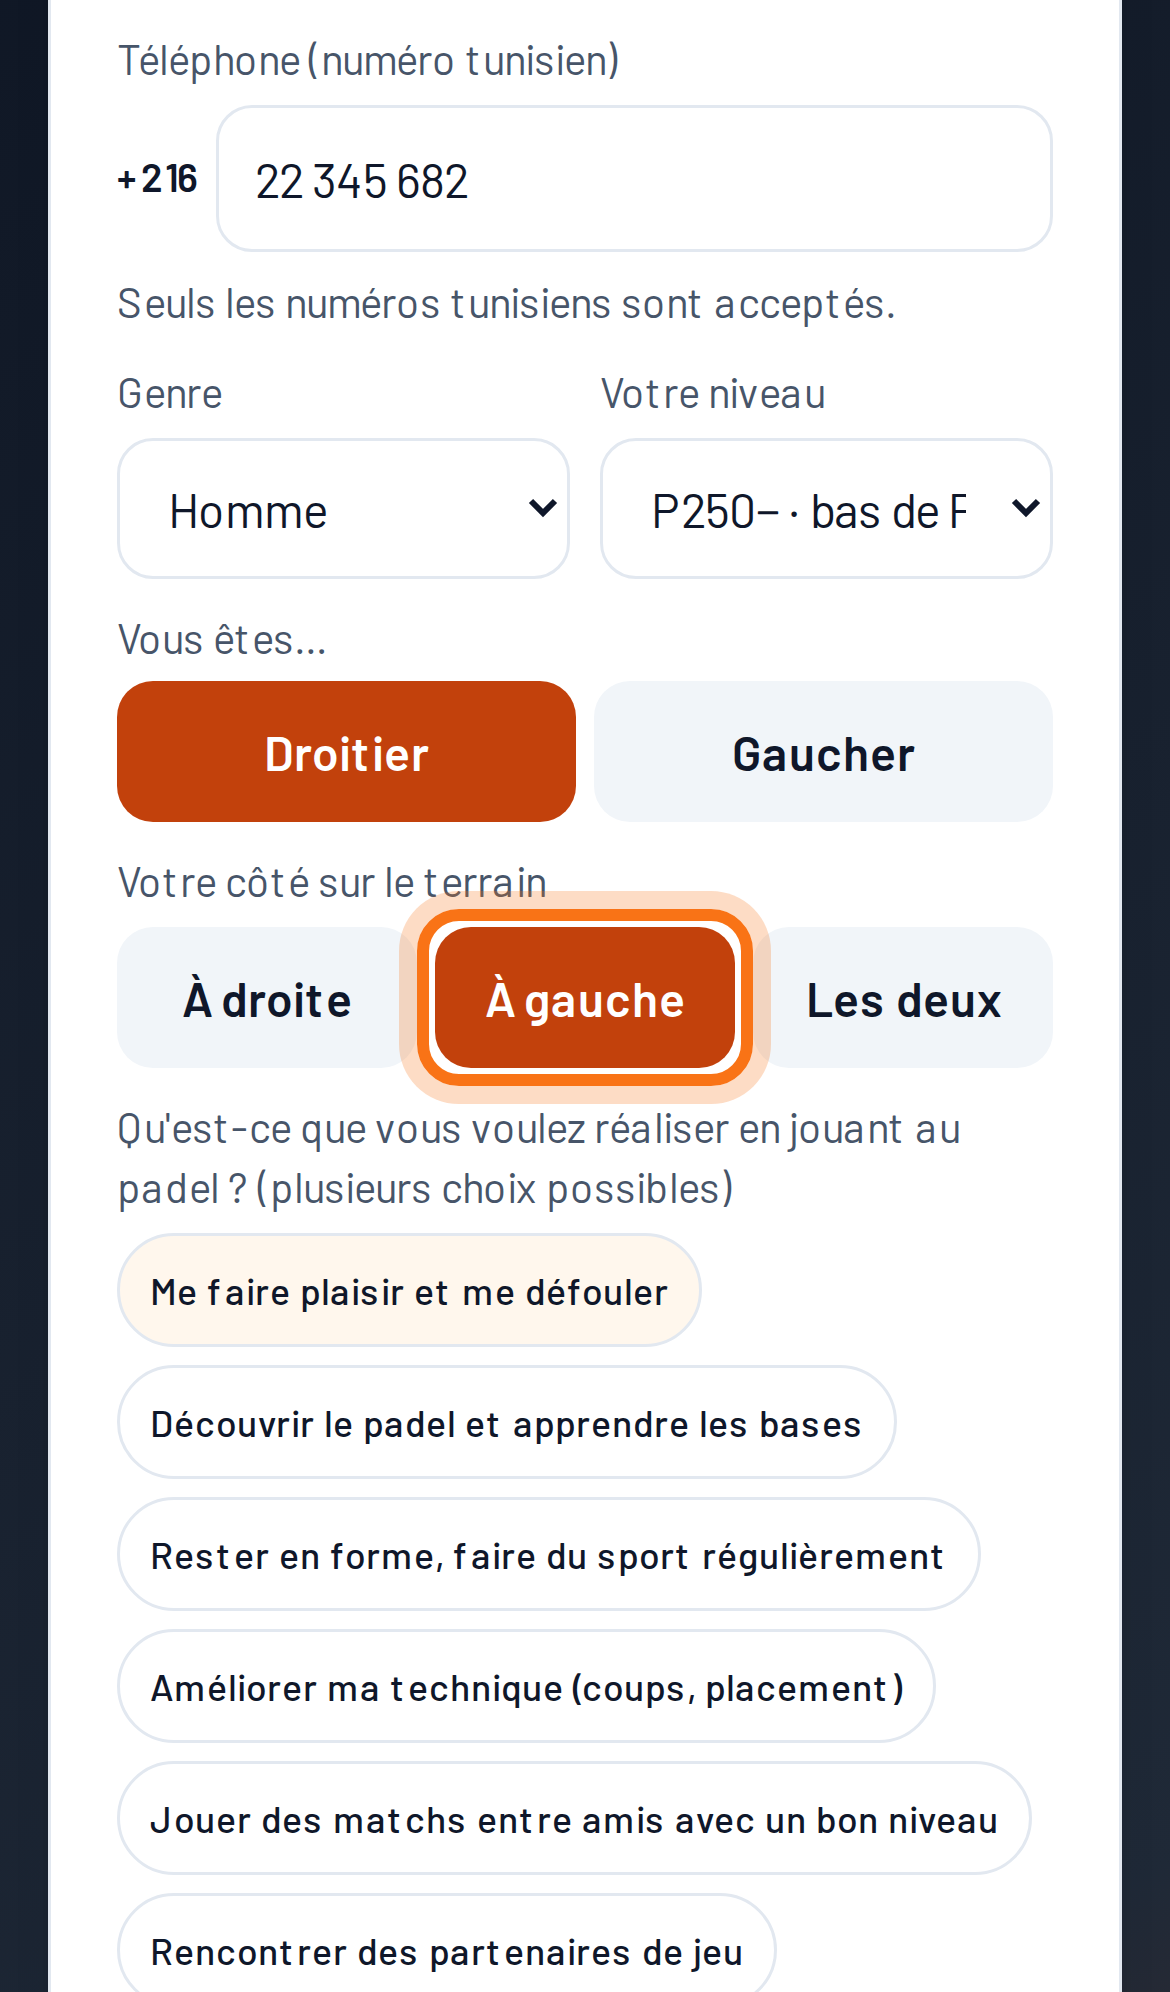 Téléphone (numéro tunisien)
+216 22 345 682
Seuls les numéros tunisiens sont acceptés.
Genre Votre niveau
Homme P250– · bas de
Vous êtes…
Droitier Gaucher
Votre côté sur le terrain
À droite À gauche Les deux
Qu'est-ce que vous voulez réaliser en jouant au
padel ? (plusieurs choix possibles)
Me faire plaisir et me défouler
Découvrir le padel et apprendre les bases
Rester en forme, faire du sport régulièrement
Améliorer ma technique (coups, placement)
Jouer des matchs entre amis avec un bon niveau
Rencontrer des partenaires de jeu